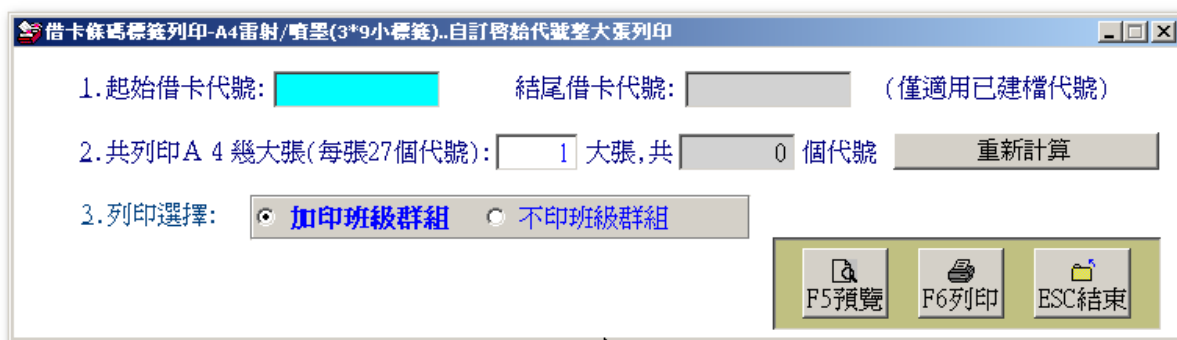 借卡條碼標籤列印-A4雷射/噴墨(3*9小標籤)..自訂啓始代號整大張列印
1.起始借卡代號: 結尾借卡代號: (僅適用已建檔代號)
2.共列印A 4 幾大張(每張27個代號): 1 大張,共 0 個代號 重新計算
3.列印選擇: 加印班級群組 不印班級群組
F5預覽 F6列印 ESC結束